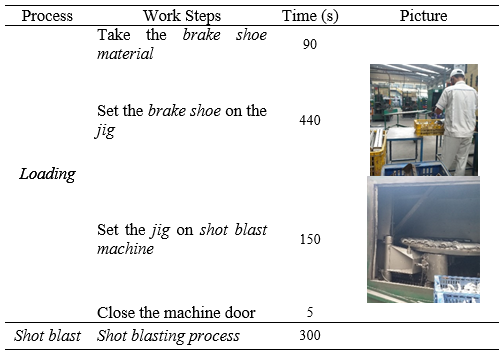 Process Work Steps Time (s) Picture
Take the brake shoe
material
90
Set the brake shoe on the
jig
440
Loading
Set the jig on shot blast
machine
150
Close the machine door 5
Shot blast Shot blasting process 300